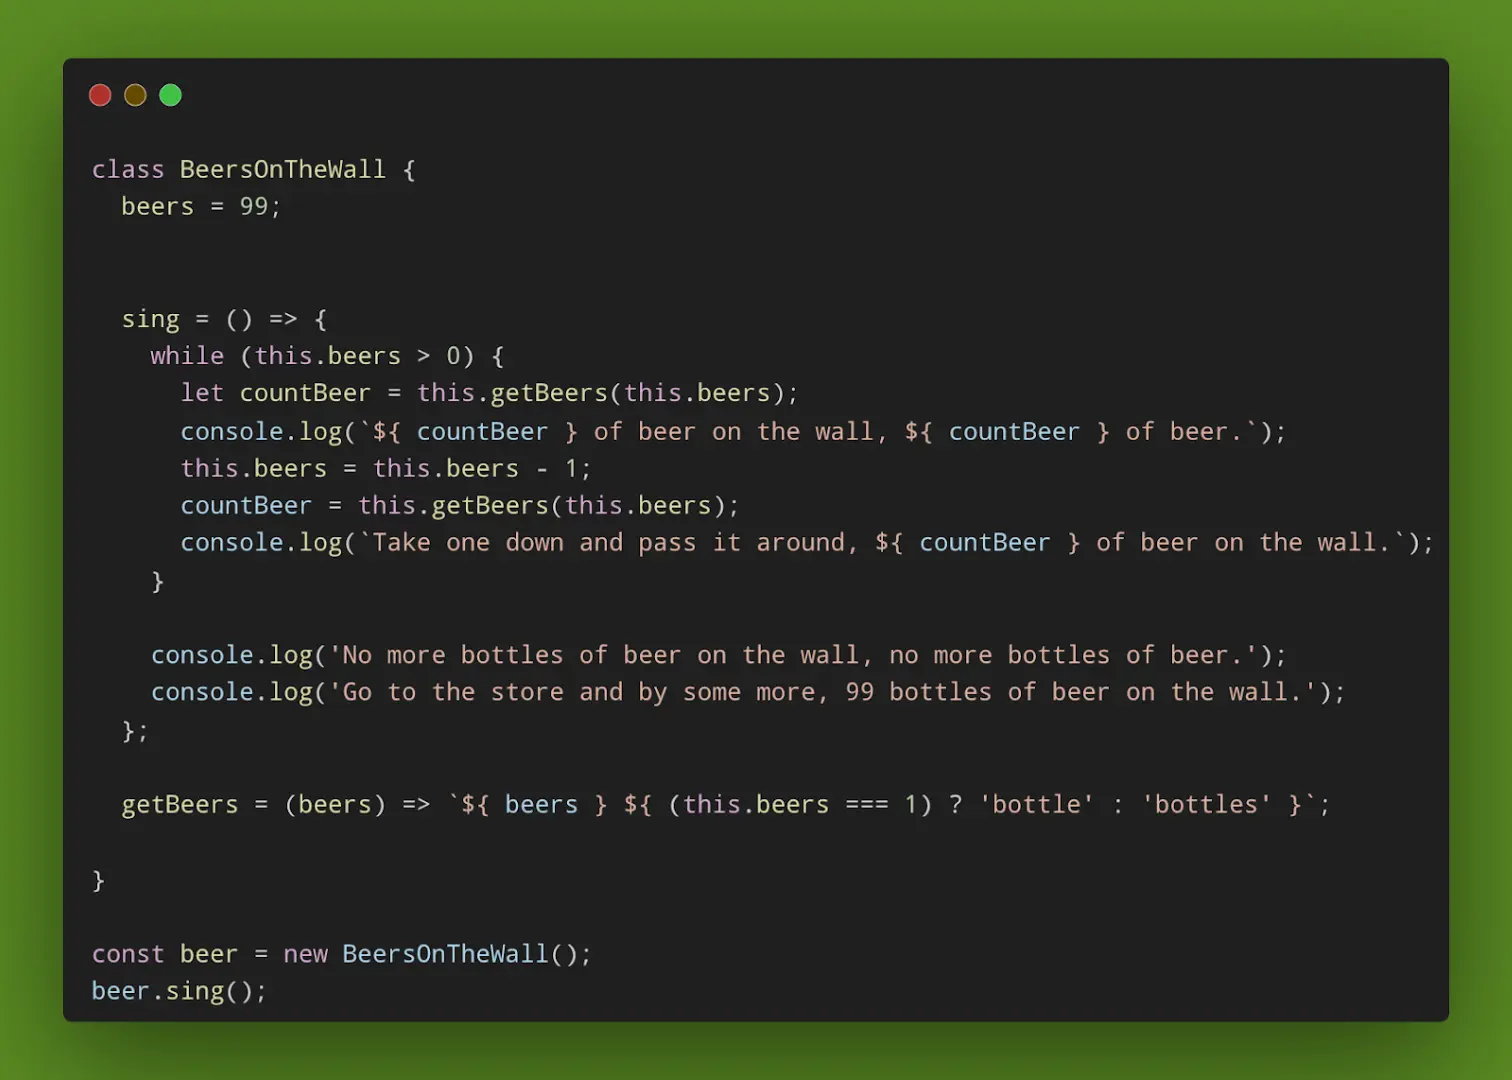 class BeersOnTheWall {
  beers = 99;
  sing = () => {
    while (this.beers > 0) {
      let countBeer = this.getBeers(this.beers);
      console.log(`${ countBeer } of beer on the wall, ${ countBeer } of beer.`);
      this.beers = this.beers - 1;
      countBeer = this.getBeers(this.beers);
      console.log(`Take one down and pass it around, ${ countBeer } of beer on the wall.`);
    }
    console.log('No more bottles of beer on the wall, no more bottles of beer.');
    console.log('Go to the store and by some more, 99 bottles of beer on the wall.');
  };
  getBeers = (beers) => `${ beers } ${ (this.beers === 1) ? 'bottle' : 'bottles' }`;
}
const beer = new BeersOnTheWall();
beer.sing();